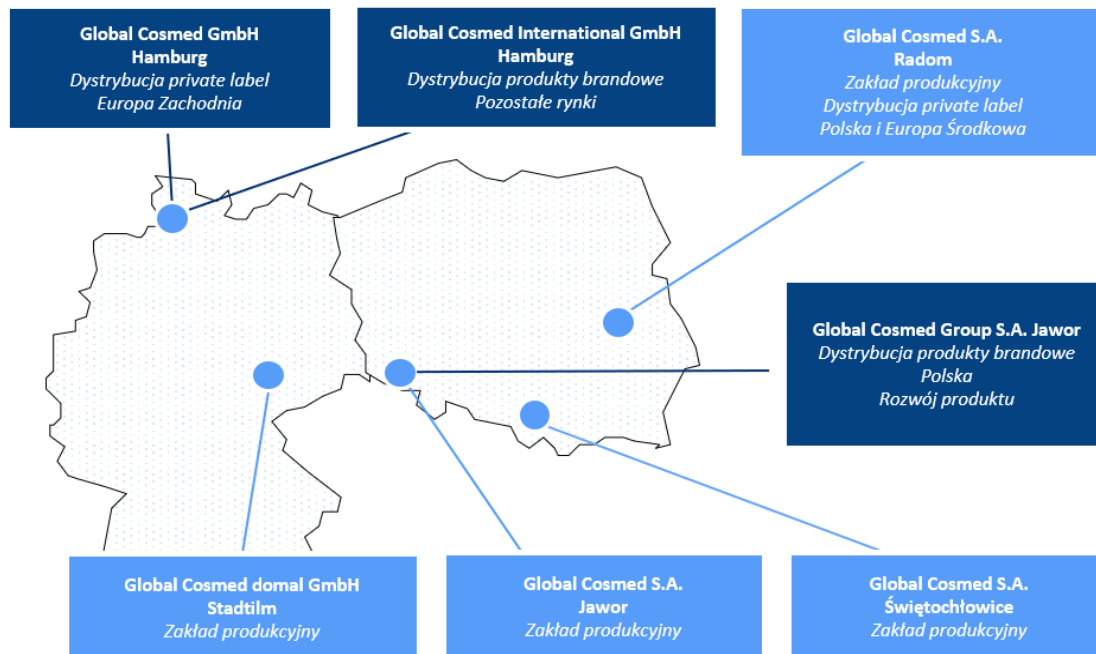 Global Cosmed GmbH
Hamburg
Dystrybucja private label
Europa Zachodnia
Global Cosmed International GmbH
Hamburg
Dystrybucja produkty brandowe
Pozostałe rynki
Global Cosmed S.A.
Radom
Zakład produkcyjny
Dystrybucja private label
Polska i Europa Środkowa
Global Cosmed Group S.A. Jawor
Dystrybucja produkty brandowe
Polska
Rozwój produktu
Global Cosmed domal GmbH
Stadtilm
Zakład produkcyjny
Global Cosmed S.A.
Jawor
Zakład produkcyjny
Global Cosmed S.A.
Świętochłowice
Zakład produkcyjny